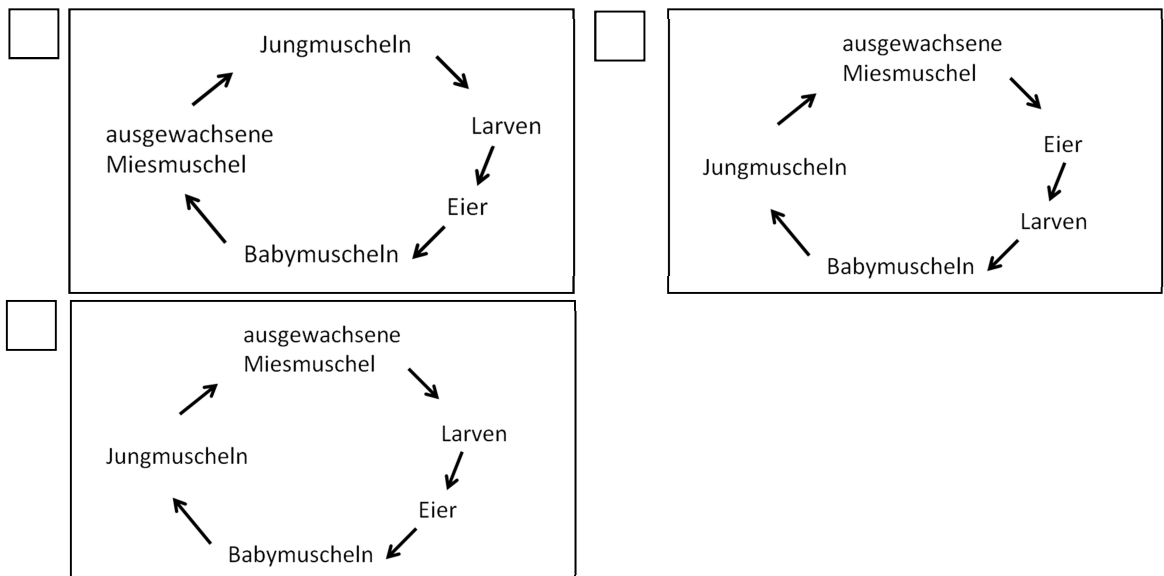 Jungmuscheln
Larven
Eier
Babymuscheln
ausgewachsene
Miesmuschel
ausgewachsene
Miesmuschel
Eier
Larven
Babymuscheln
Jungmuscheln
ausgewachsene
Miesmuschel
Larven
Eier
Babymuscheln
Jungmuscheln